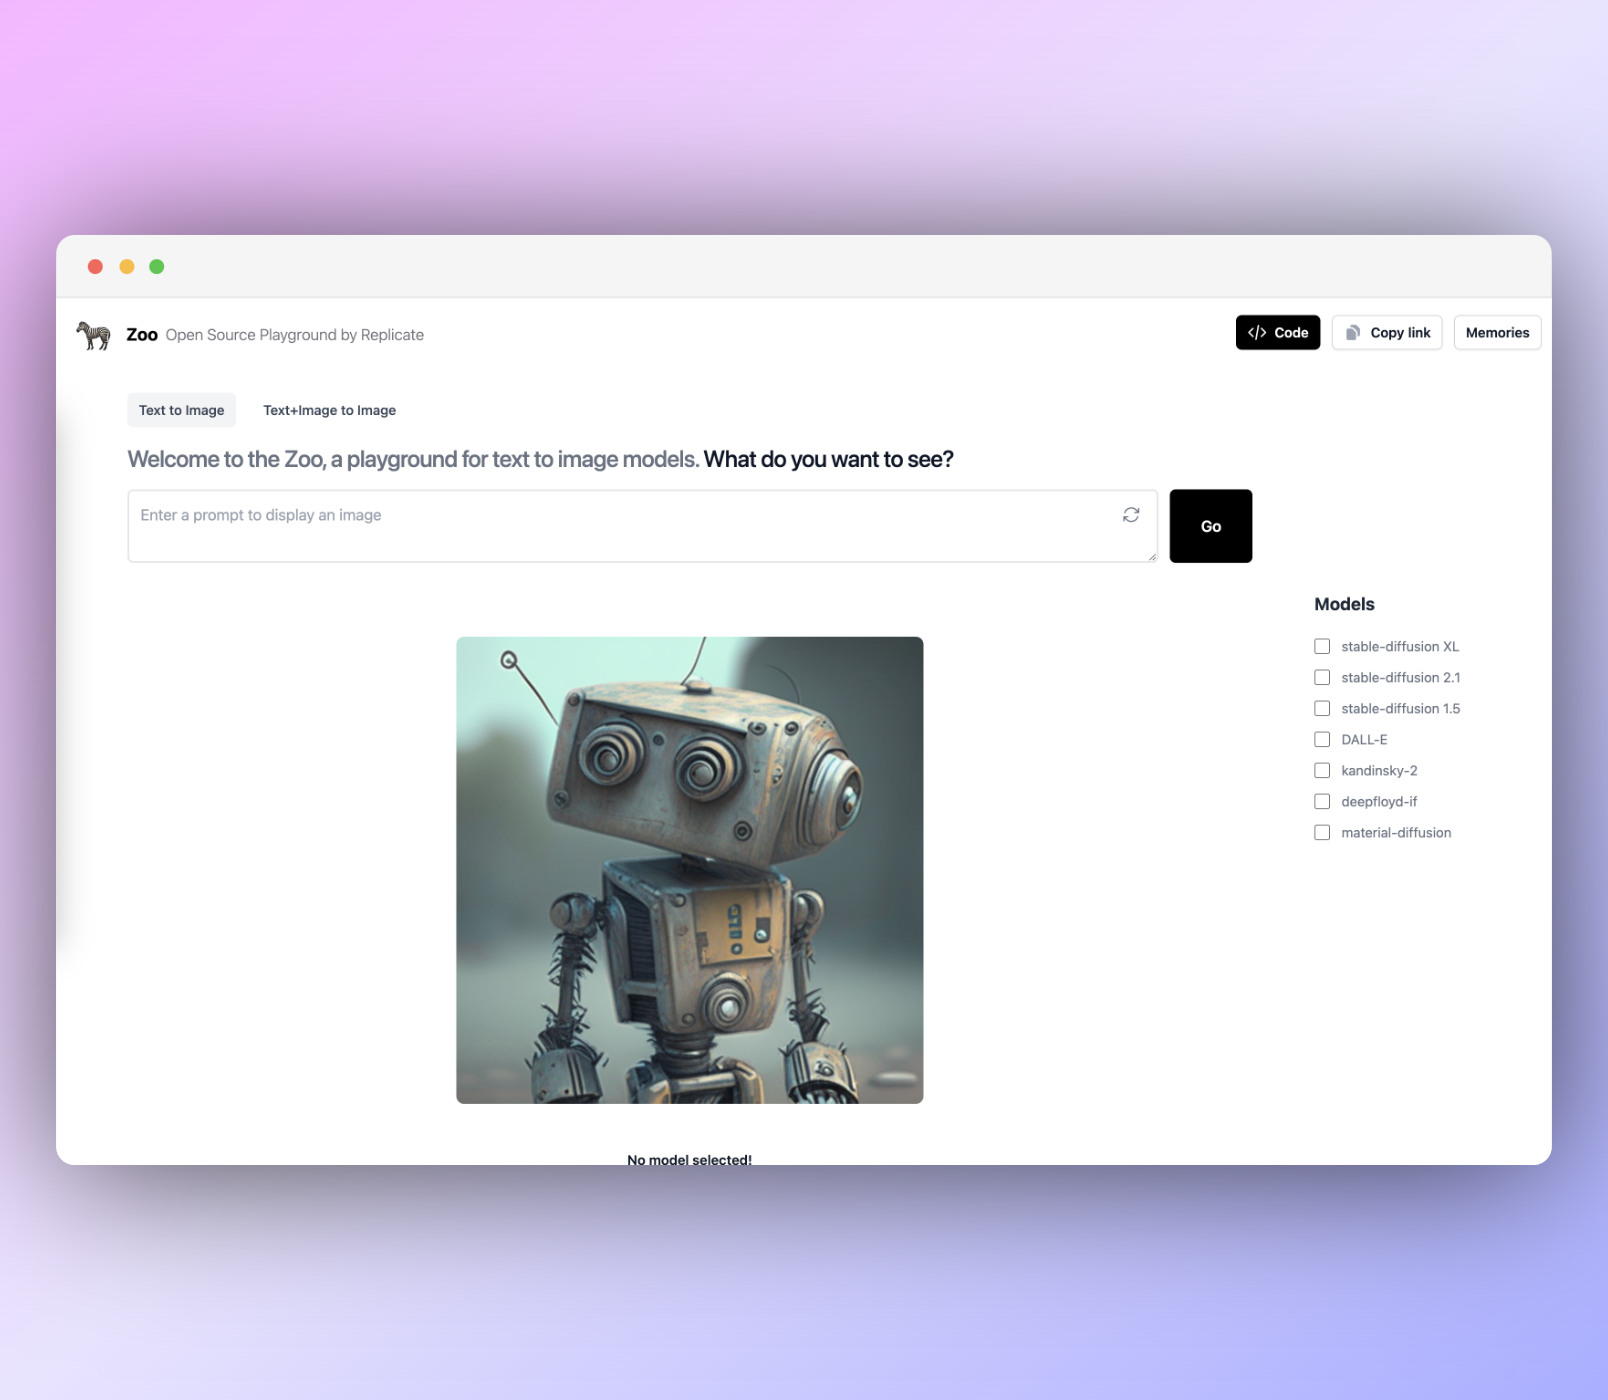 Zoo Open Source Playground by Replicate
Code
Copy link
Memories
Text to Image
Text+Image to Image
Welcome to the Zoo, a playground for text to image models. What do you want to see?
Enter a prompt to display an image
Go
Models
stable-diffusion XL
stable-diffusion 2.1
stable-diffusion 1.5
DALL-E
kandinsky-2
deepfloyd-if
material-diffusion
No model selected!